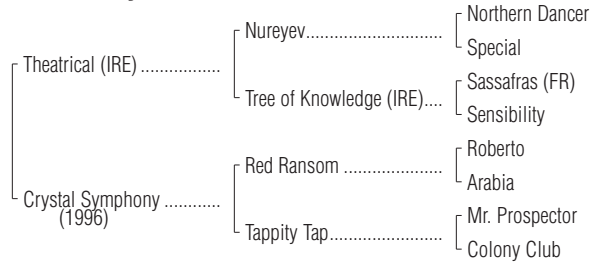 Northern Dancer
Nureyev
Special
Theatrical (IRE)
Sassafras (FR)
Tree of Knowledge (IRE)
Sensibility
Roberto
Red Ransom
Arabia
Crystal Symphony
(1996)
Mr. Prospector
Tappity Tap
Colony Club